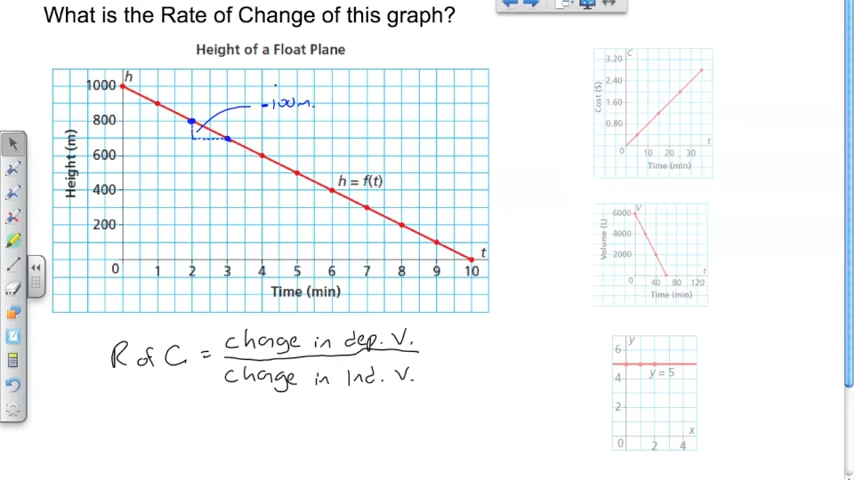 What is the Rate of Change of this graph?
Height of a Float Plane
h
1000
800
600
400
200
0
1 2 3 4 5 6 7 8 9 10
t
Height (m)
Time (min)
h = f(t)
-100m.
R of C = change in dep. V.
change in Ind. V.
C
3.20
2.40
1.60
0.80
0 10 20 30
t
Cost ($)
Time (min)
V
6000
4000
2000
0 40 80 120
t
Volume (L)
Time (min)
y
6
4
2
0 2 4
x
y = 5